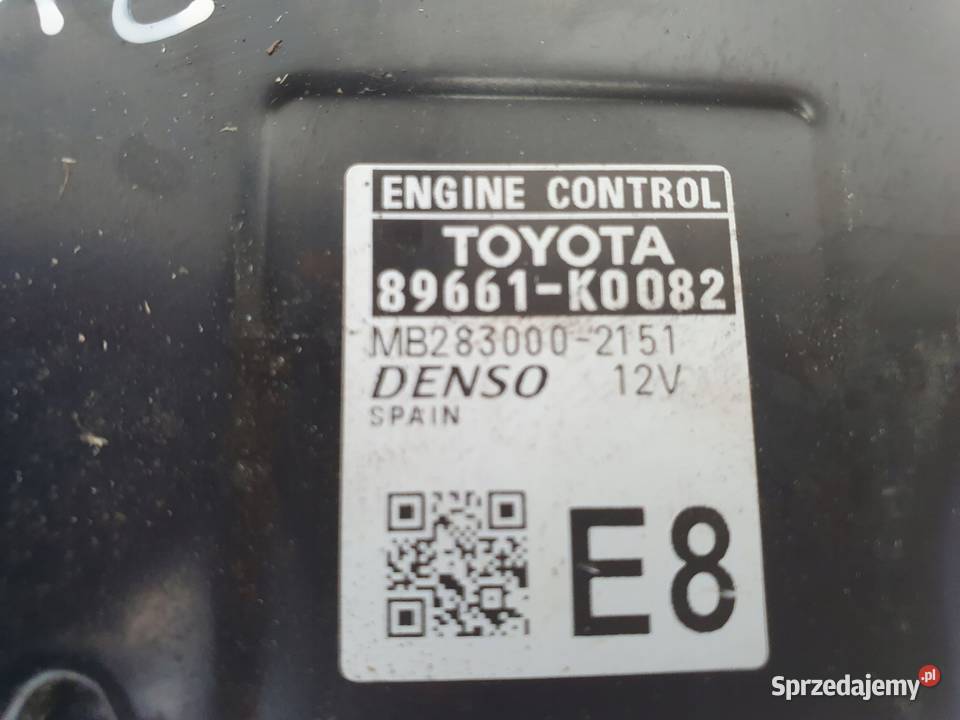 ENGINE CONTROL
TOYOTA
89661-K0082
MB283000-2151
DENSO 12V
SPAIN
E8
Sprzedajemy.pl